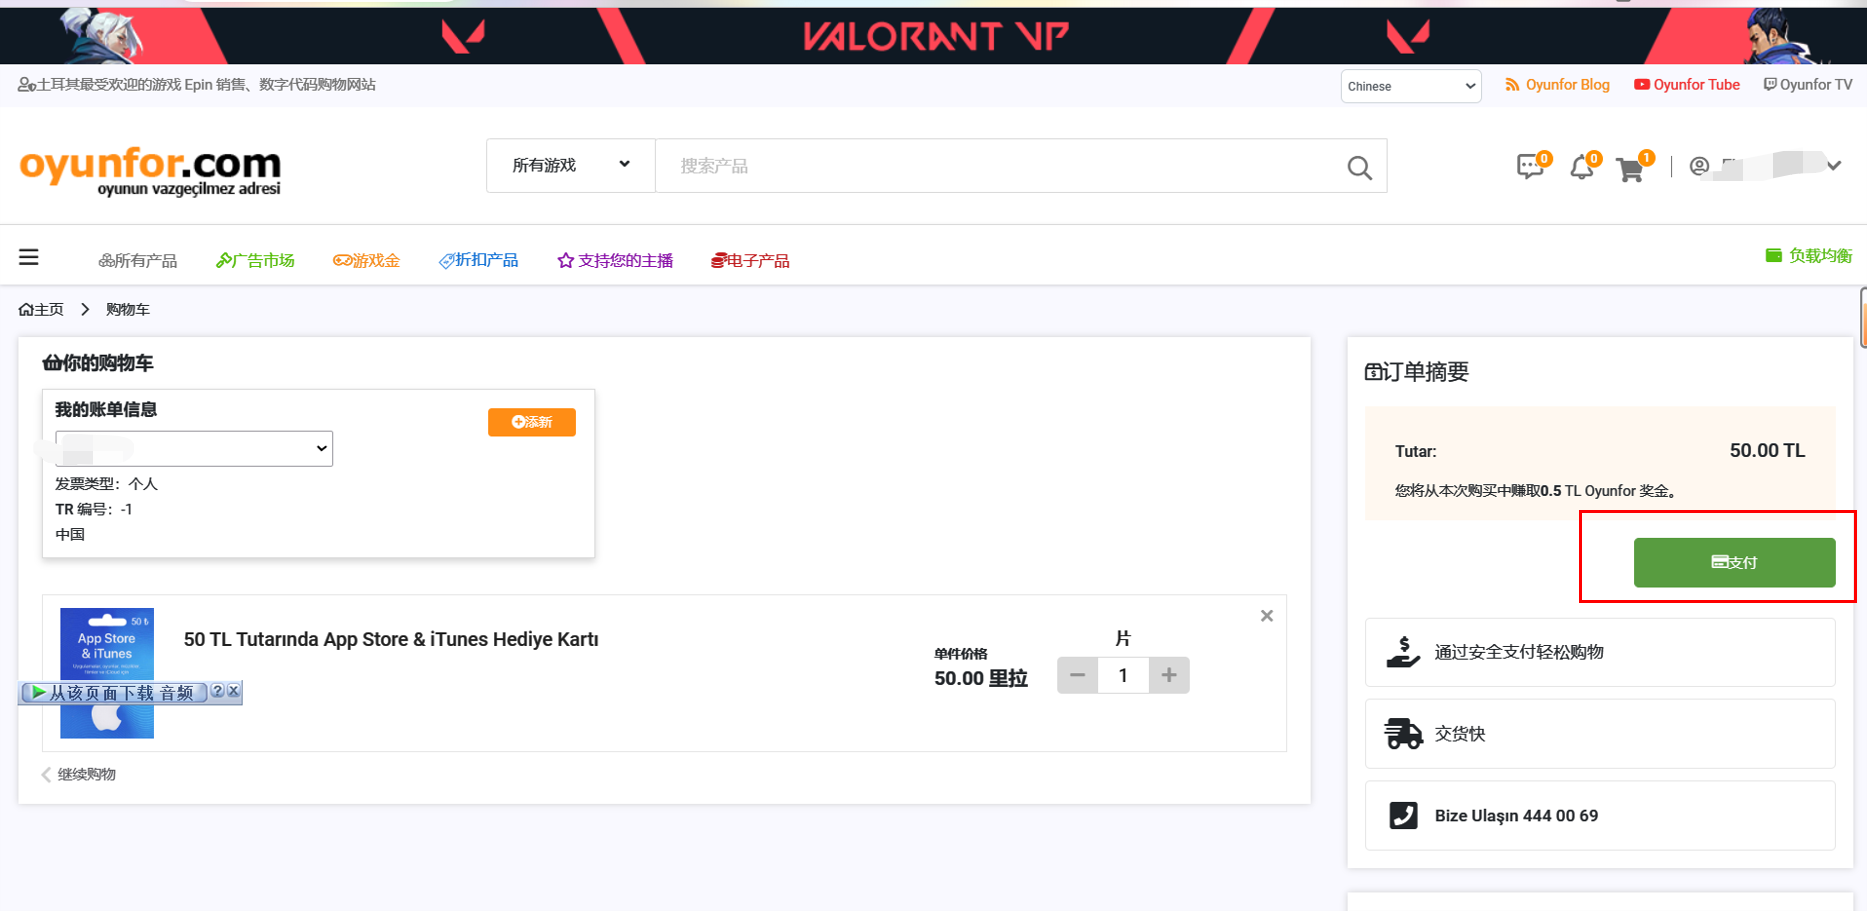 VALORANT VP
土耳其最受欢迎的游戏 Epin 销售、数字代码购物网站
Chinese
Oyunfor Blog
Oyunfor Tube
Oyunfor TV
oyunfor.com
oyunun vazgeçilmez adresi
所有游戏
搜索产品
0
0
1
所有产品
广告市场
游戏金
折扣产品
支持您的主播
电子产品
负载均衡
主页
购物车
你的购物车
我的账单信息
添新
发票类型：个人
TR 编号：-1
中国
50 ₺
App Store
& iTunes
50 TL Tutarında App Store & iTunes Hediye Kartı
单件价格
50.00 里拉
片
1
从该页面下载 音频
?
继续购物
订单摘要
Tutar:
50.00 TL
您将从本次购买中赚取0.5 TL Oyunfor 奖金。
支付
通过安全支付轻松购物
交货快
Bize Ulaşın 444 00 69